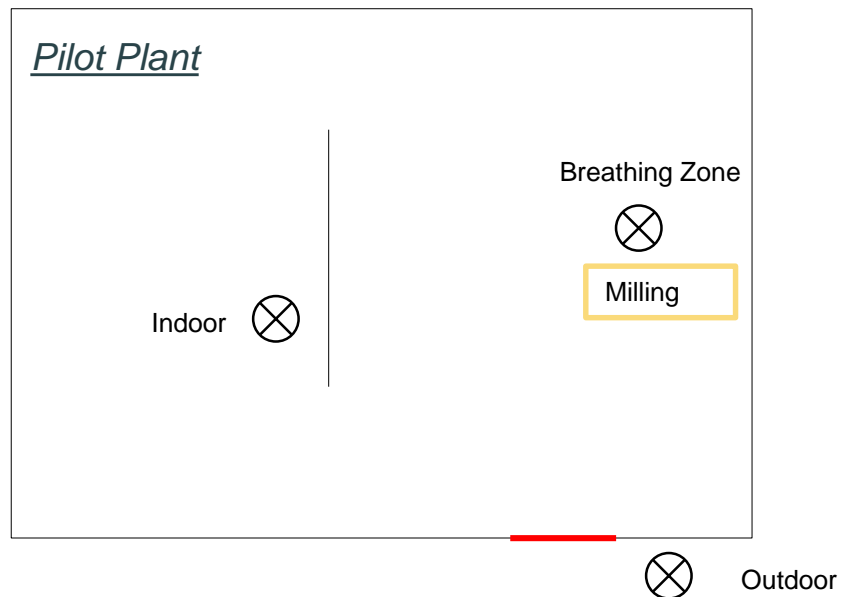 Pilot Plant
Breathing Zone
Milling
Indoor
Outdoor